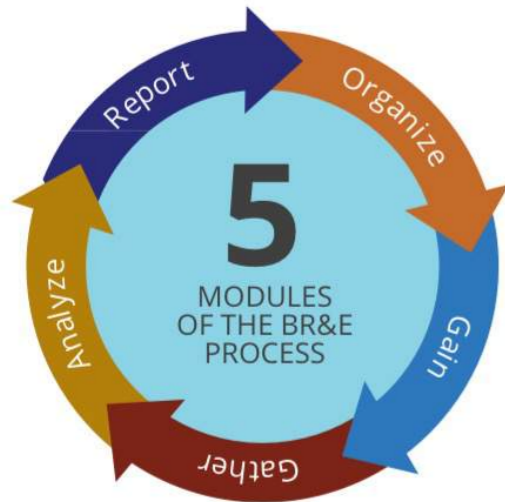 5
MODULES
OF THE BR&E
PROCESS
Organize
Gain
Gather
Analyze
Report